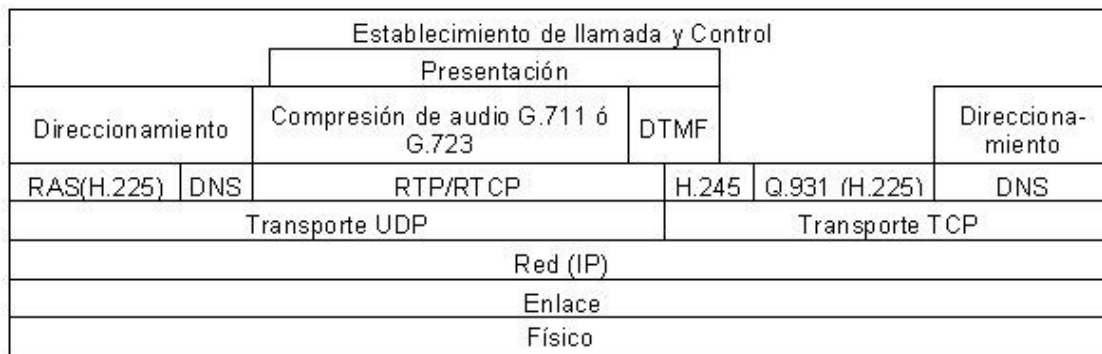 Establecimiento de llamada y Control
Presentación
Direccionamiento
Compresión de audio G.711 ó
G.723
DTMF
Direcciona-
miento
RAS(H.225)
DNS
RTP/RTCP
H.245
Q.931 (H.225)
DNS
Transporte UDP
Transporte TCP
Red (IP)
Enlace
Físico